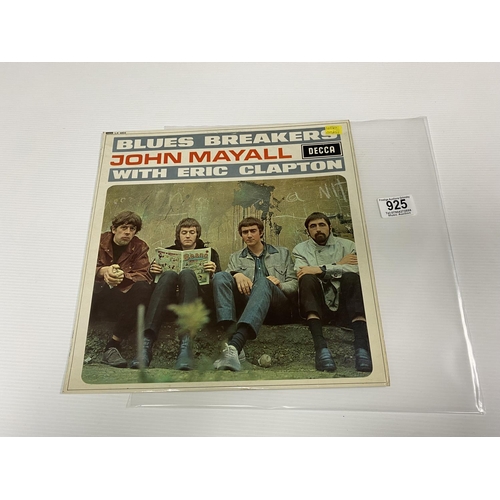 BLUES BREAKERS
JOHN MAYALL
DECCA
WITH ERIC CLAPTON
925